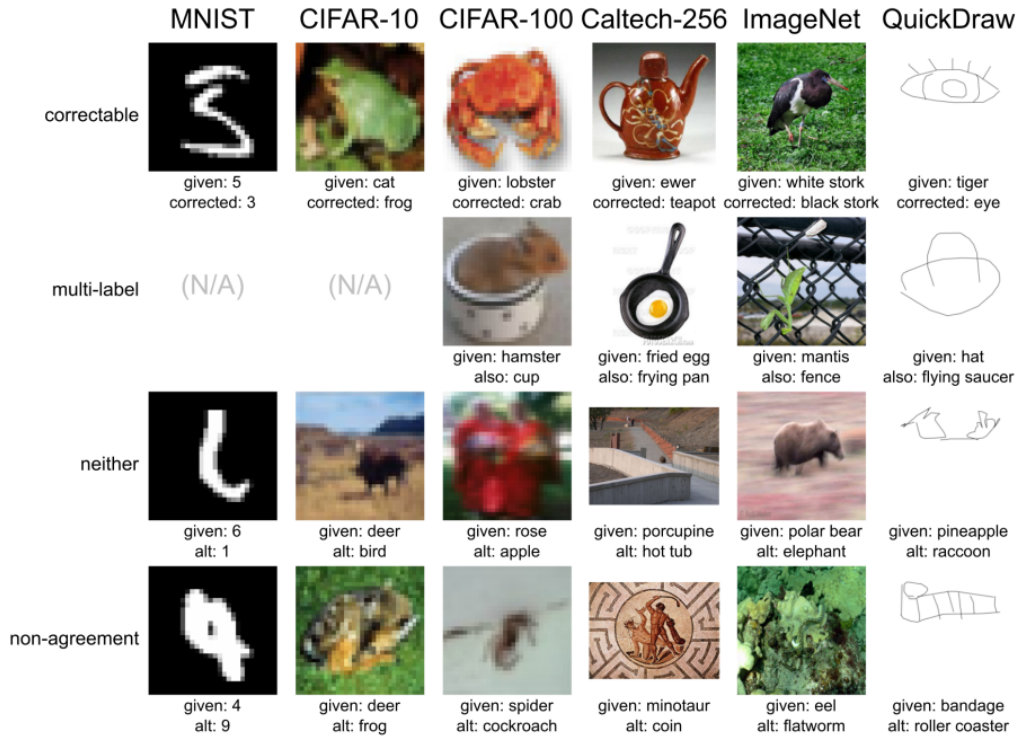 MNIST CIFAR-10 CIFAR-100 Caltech-256 ImageNet QuickDraw
correctable
given: 5 given: cat given: lobster given: ewer given: white stork given: tiger
corrected: 3 corrected: frog corrected: crab corrected: teapot corrected: black stork corrected: eye
multi-label (N/A) (N/A)
given: hamster given: fried egg given: mantis given: hat
also: cup also: frying pan also: fence also: flying saucer
neither
given: 6 given: deer given: rose given: porcupine given: polar bear given: pineapple
alt: 1 alt: bird alt: apple alt: hot tub alt: elephant alt: raccoon
non-agreement
given: 4 given: deer given: spider given: minotaur given: eel given: bandage
alt: 9 alt: frog alt: cockroach alt: coin alt: flatworm alt: roller coaster